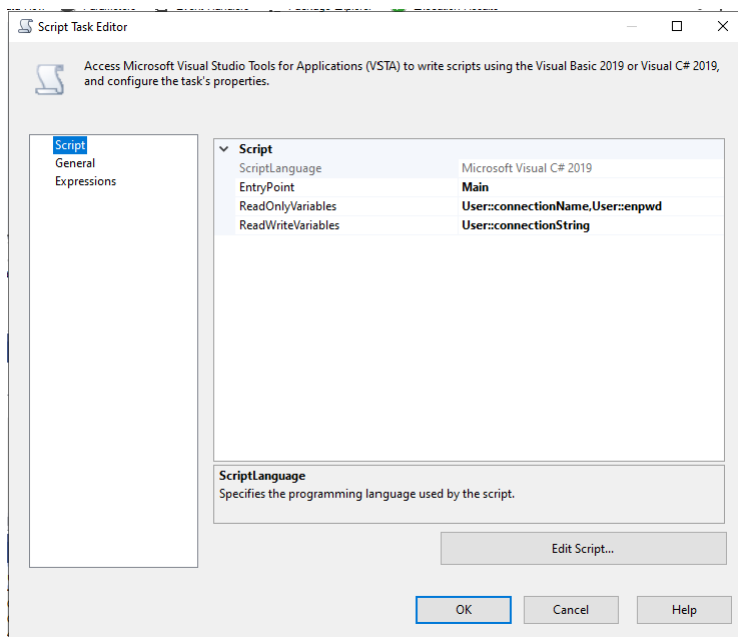 Script Task Editor
Access Microsoft Visual Studio Tools for Applications (VSTA) to write scripts using the Visual Basic 2019 or Visual C# 2019,
and configure the task's properties.
Script
General
Expressions
Script
ScriptLanguage Microsoft Visual C# 2019
EntryPoint Main
ReadOnlyVariables User::connectionName,User::enpwd
ReadWriteVariables User::connectionString
ScriptLanguage
Specifies the programming language used by the script.
Edit Script...
OK Cancel Help